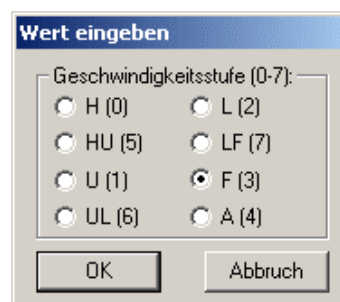 Wert eingeben
Geschwindigkeitsstufe (0-7):
H (0) L (2)
HU (5) LF (7)
U (1) F (3)
UL (6) A (4)
OK Abbruch